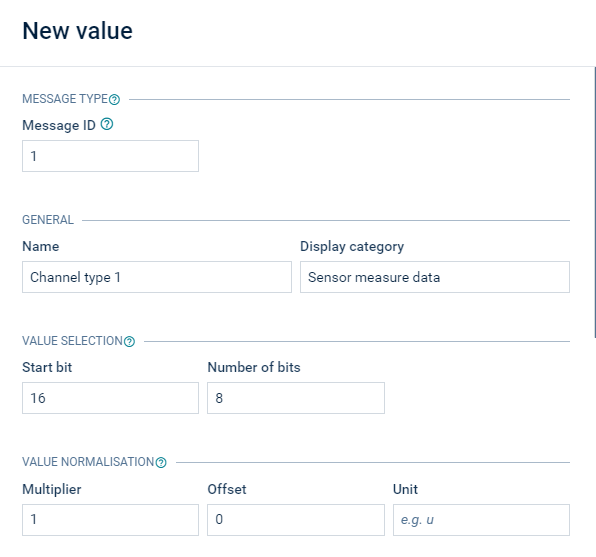 New value
MESSAGE TYPE?
Message ID ?
1
GENERAL
Name Display category
Channel type 1 Sensor measure data
VALUE SELECTION?
Start bit Number of bits
16 8
VALUE NORMALISATION?
Multiplier Offset Unit
1 0 e.g. u